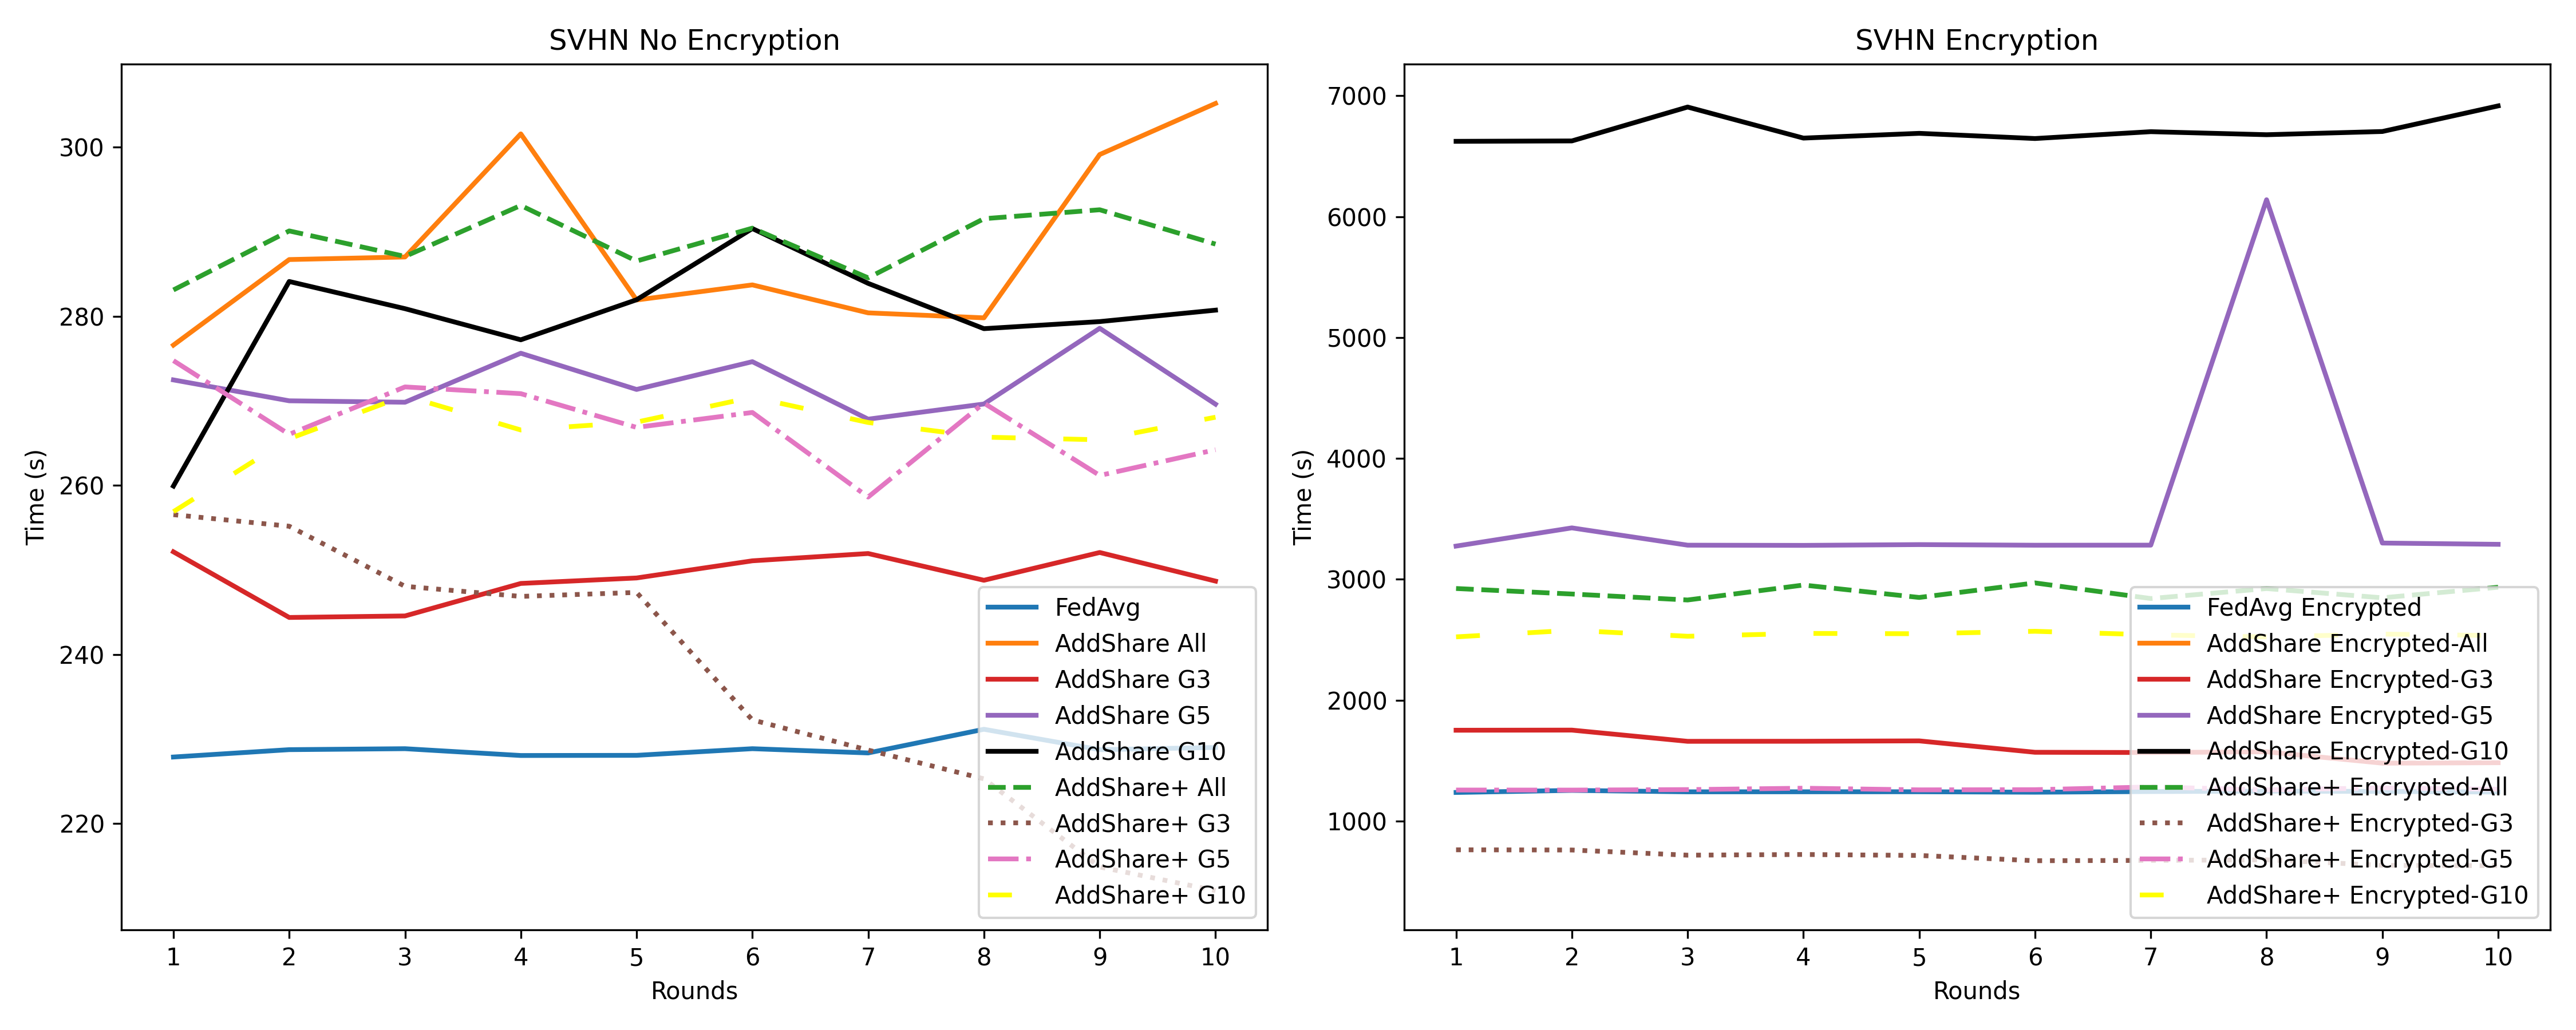 SVHN No Encryption
Time (s)
300
280
260
240
220
FedAvg
AddShare All
AddShare G3
AddShare G5
AddShare G10
AddShare+ All
AddShare+ G3
AddShare+ G5
AddShare+ G10
1 2 3 4 5 6 7 8 9 10
Rounds
SVHN Encryption
Time (s)
7000
6000
5000
4000
3000
2000
1000
FedAvg Encrypted
AddShare Encrypted-All
AddShare Encrypted-G3
AddShare Encrypted-G5
AddShare Encrypted-G10
AddShare+ Encrypted-All
AddShare+ Encrypted-G3
AddShare+ Encrypted-G5
AddShare+ Encrypted-G10
1 2 3 4 5 6 7 8 9 10
Rounds